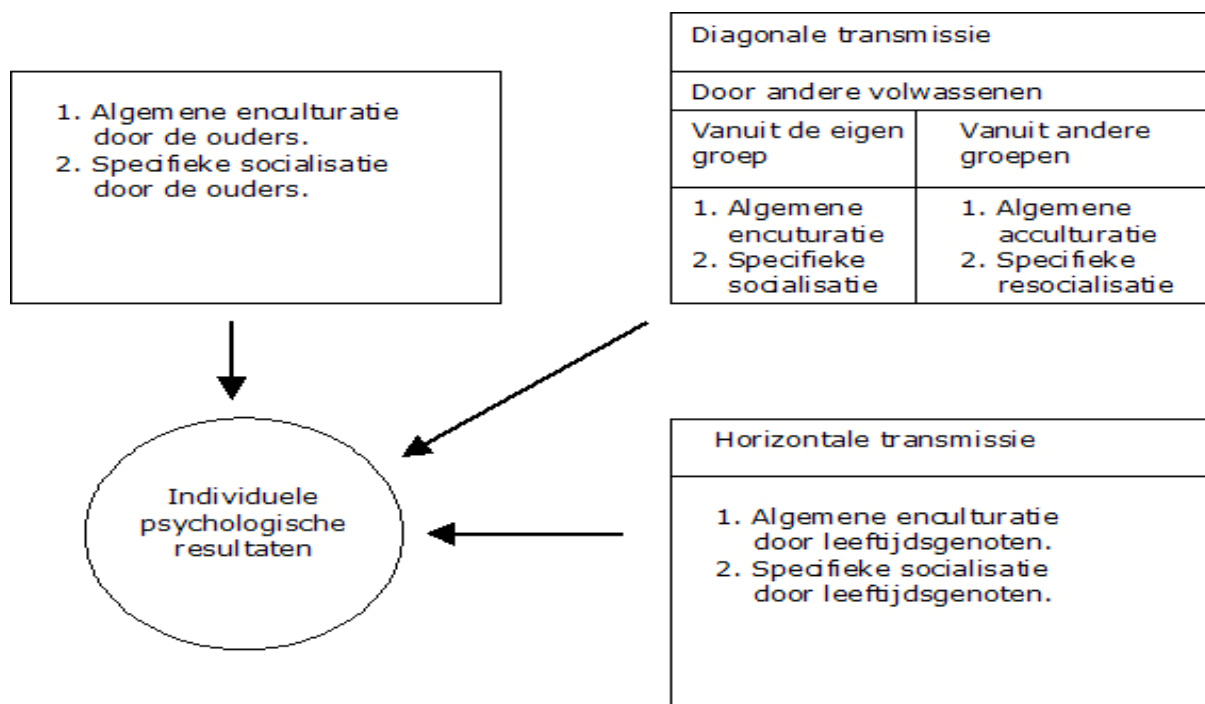 1. Algemene enculturatie
door de ouders.
2. Specifieke socialisatie
door de ouders.
Diagonale transmissie
Door andere volwassenen
Vanuit de eigen
groep
Vanuit andere
groepen
1. Algemene
encuturatie
2. Specifieke
socialisatie
1. Algemene
acculturatie
2. Specifieke
resocialisatie
Individuele
psychologische
resultaten
Horizontale transmissie
1. Algemene enculturatie
door leeftijdsgenoten.
2. Specifieke socialisatie
door leeftijdsgenoten.